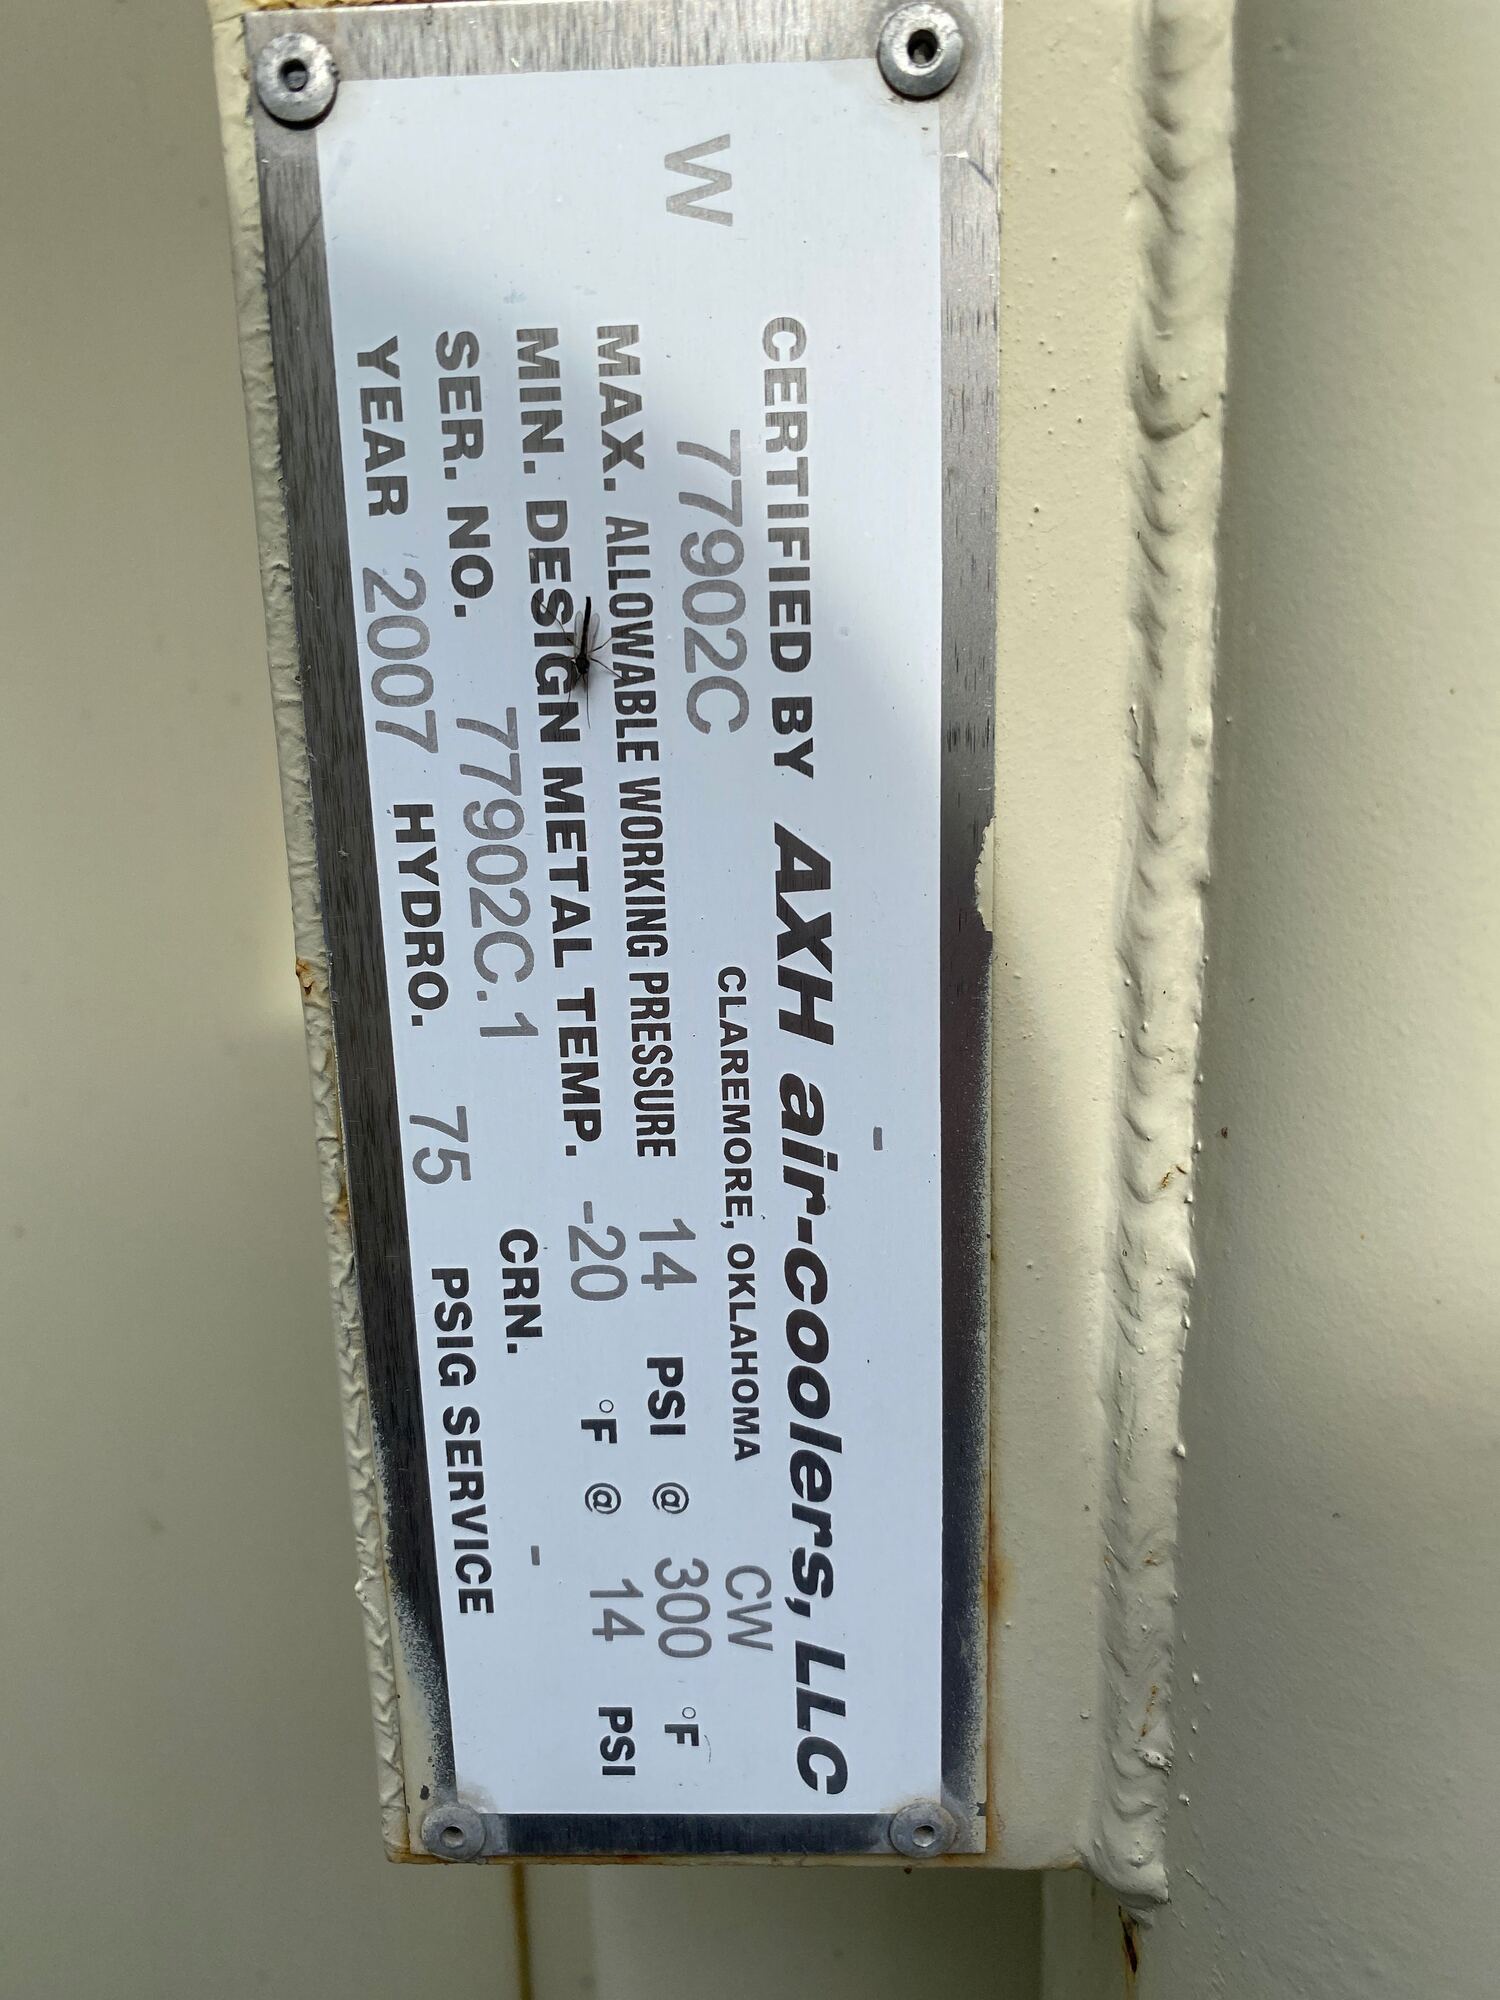 -
CERTIFIED BY AXH air-coolers, LLC
W 77902C CLAREMORE, OKLAHOMA CW
MAX. ALLOWABLE WORKING PRESSURE 14 PSI @ 300 °F
MIN. DESIGN METAL TEMP. -20 °F @ 14 PSI
SER. NO. 77902C.1 CRN. -
YEAR 2007 HYDRO. 75 PSIG SERVICE